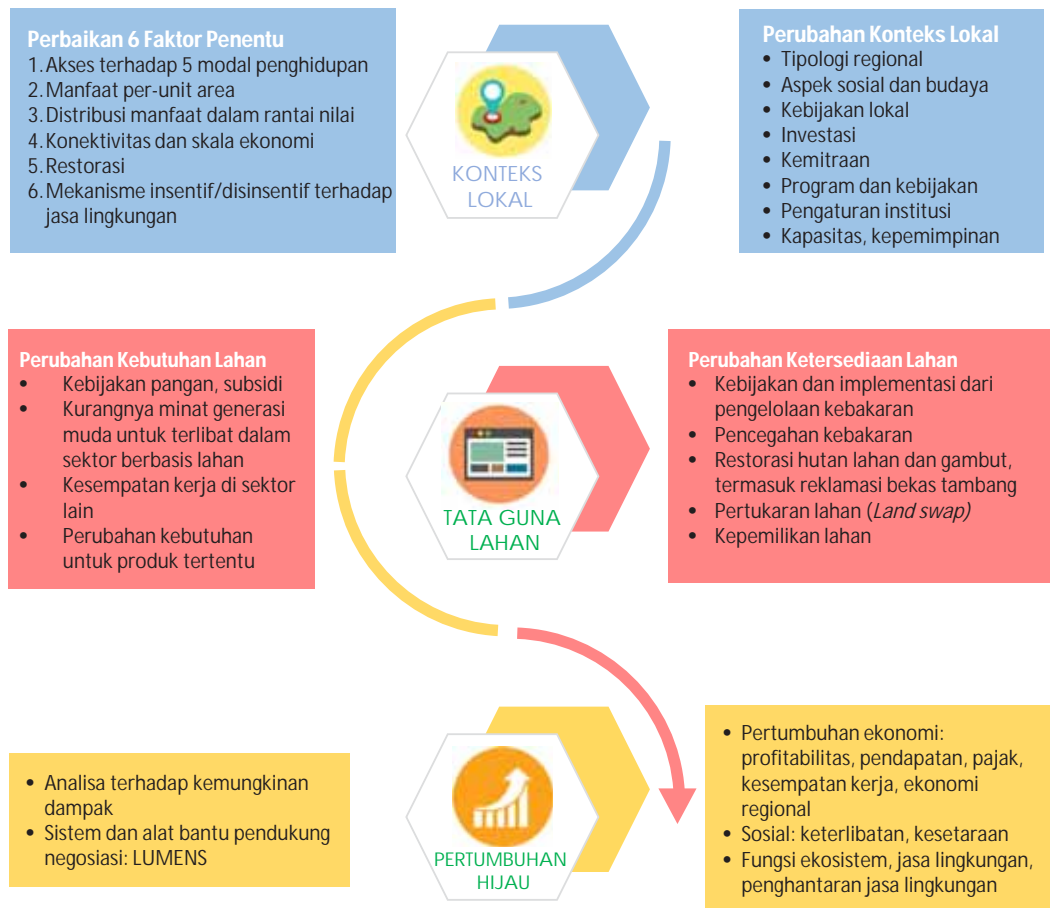 Perbaikan 6 Faktor Penentu
1. Akses terhadap 5 modal penghidupan
2. Manfaat per-unit area
3. Distribusi manfaat dalam rantai nilai
4. Konektivitas dan skala ekonomi
5. Restorasi
6. Mekanisme insentif/disinsentif terhadap
jasa lingkungan
KONTEKS
LOKAL
Perubahan Konteks Lokal
• Tipologi regional
• Aspek sosial dan budaya
• Kebijakan lokal
• Investasi
• Kemitraan
• Program dan kebijakan
• Pengaturan institusi
• Kapasitas, kepemimpinan
Perubahan Kebutuhan Lahan
• Kebijakan pangan, subsidi
• Kurangnya minat generasi
muda untuk terlibat dalam
sektor berbasis lahan
• Kesempatan kerja di sektor
lain
• Perubahan kebutuhan
untuk produk tertentu
TATA GUNA
LAHAN
Perubahan Ketersediaan Lahan
• Kebijakan dan implementasi dari
pengelolaan kebakaran
• Pencegahan kebakaran
• Restorasi hutan lahan dan gambut,
termasuk reklamasi bekas tambang
• Pertukaran lahan (Land swap)
• Kepemilikan lahan
• Analisa terhadap kemungkinan
dampak
• Sistem dan alat bantu pendukung
negosiasi: LUMENS
PERTUMBUHAN
HIJAU
• Pertumbuhan ekonomi:
profitabilitas, pendapatan, pajak,
kesempatan kerja, ekonomi
regional
• Sosial: keterlibatan, kesetaraan
• Fungsi ekosistem, jasa lingkungan,
penghantaran jasa lingkungan